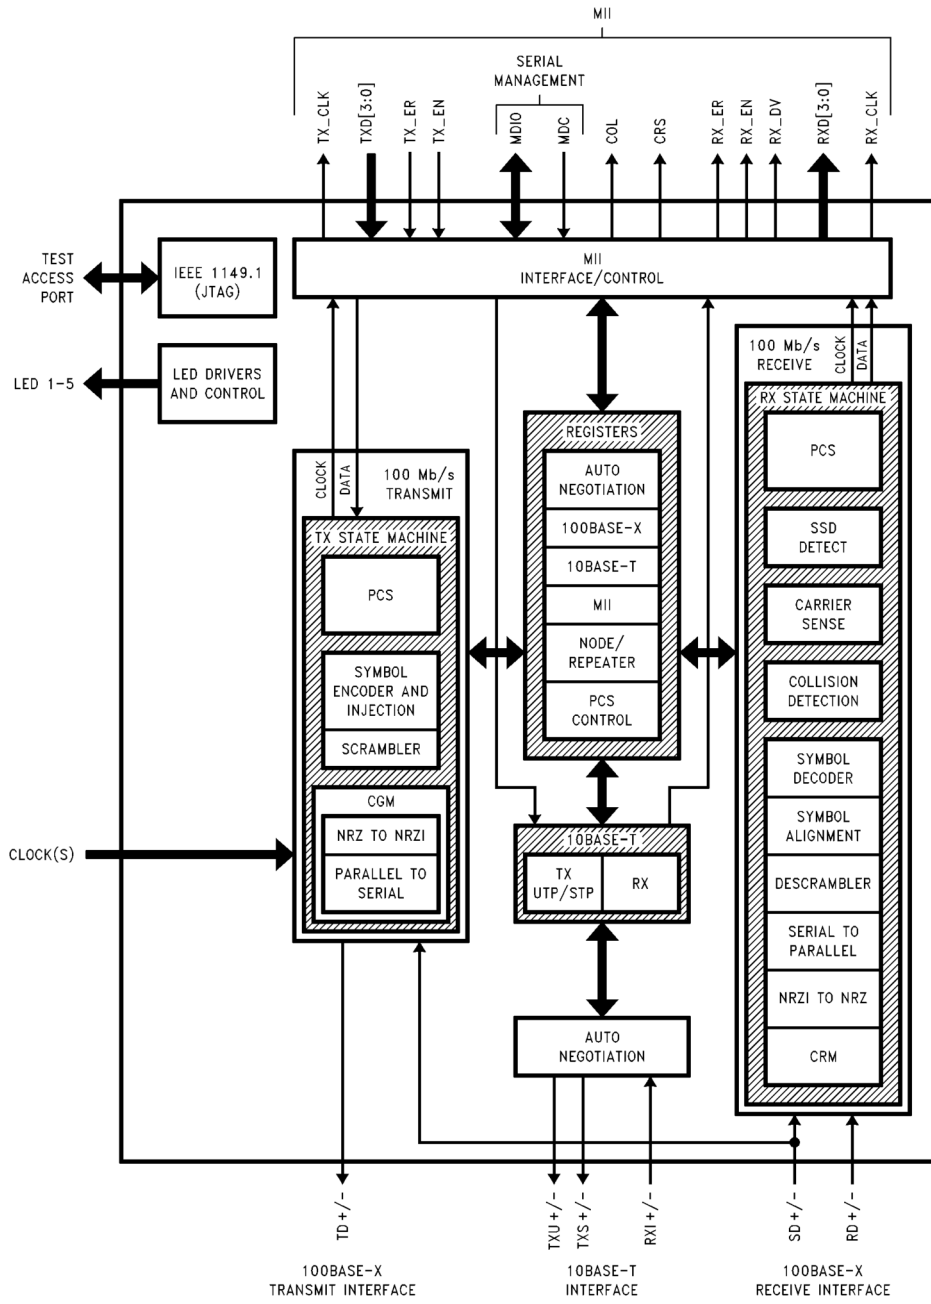 MII
SERIAL
MANAGEMENT
TX_CLK
TXD[3:0]
TX_ER
TX_EN
MDIO
MDC
COL
CRS
RX_ER
RX_EN
RX_DV
RXD[3:0]
RX_CLK
TEST
ACCESS
PORT
IEEE 1149.1
(JTAG)
MII
INTERFACE/CONTROL
LED 1-5
LED DRIVERS
AND CONTROL
CLOCK
DATA
100 Mb/s
TRANSMIT
TX STATE MACHINE
PCS
SYMBOL
ENCODER AND
INJECTION
SCRAMBLER
CGM
NRZ TO NRZI
PARALLEL TO
SERIAL
CLOCK(S)
REGISTERS
AUTO
NEGOTIATION
100BASE-X
10BASE-T
MII
NODE/
REPEATER
PCS
CONTROL
10BASE-T
TX
UTP/STP
RX
AUTO
NEGOTIATION
100 Mb/s
RECEIVE
CLOCK
DATA
RX STATE MACHINE
PCS
SSD
DETECT
CARRIER
SENSE
COLLISION
DETECTION
SYMBOL
DECODER
SYMBOL
ALIGNMENT
DESCRAMBLER
SERIAL TO
PARALLEL
NRZI TO NRZ
CRM
TD+/-
TXU+/-
TXS+/-
RXI+/-
SD+/-
RD+/-
100BASE-X
TRANSMIT INTERFACE
10BASE-T
INTERFACE
100BASE-X
RECEIVE INTERFACE